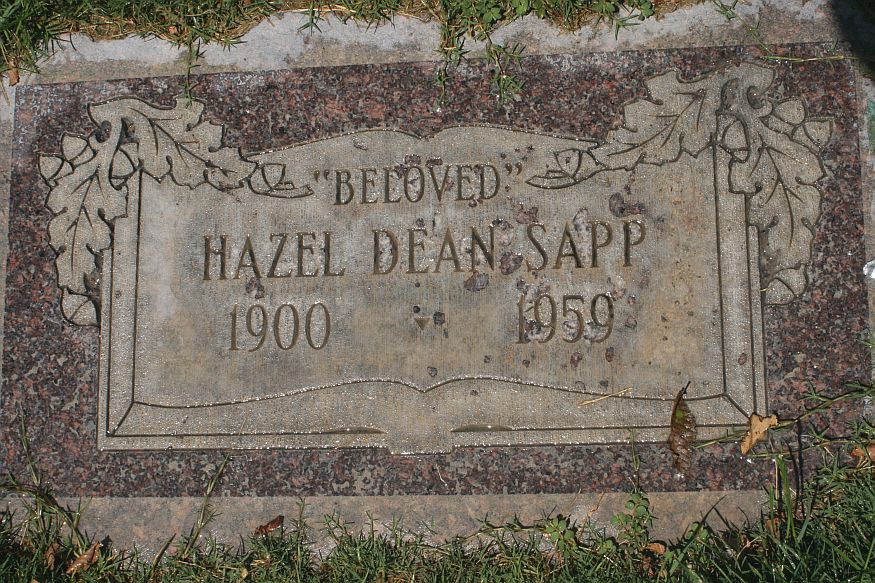 "BELOVED"
HAZEL DEAN SAPP
1900 1959